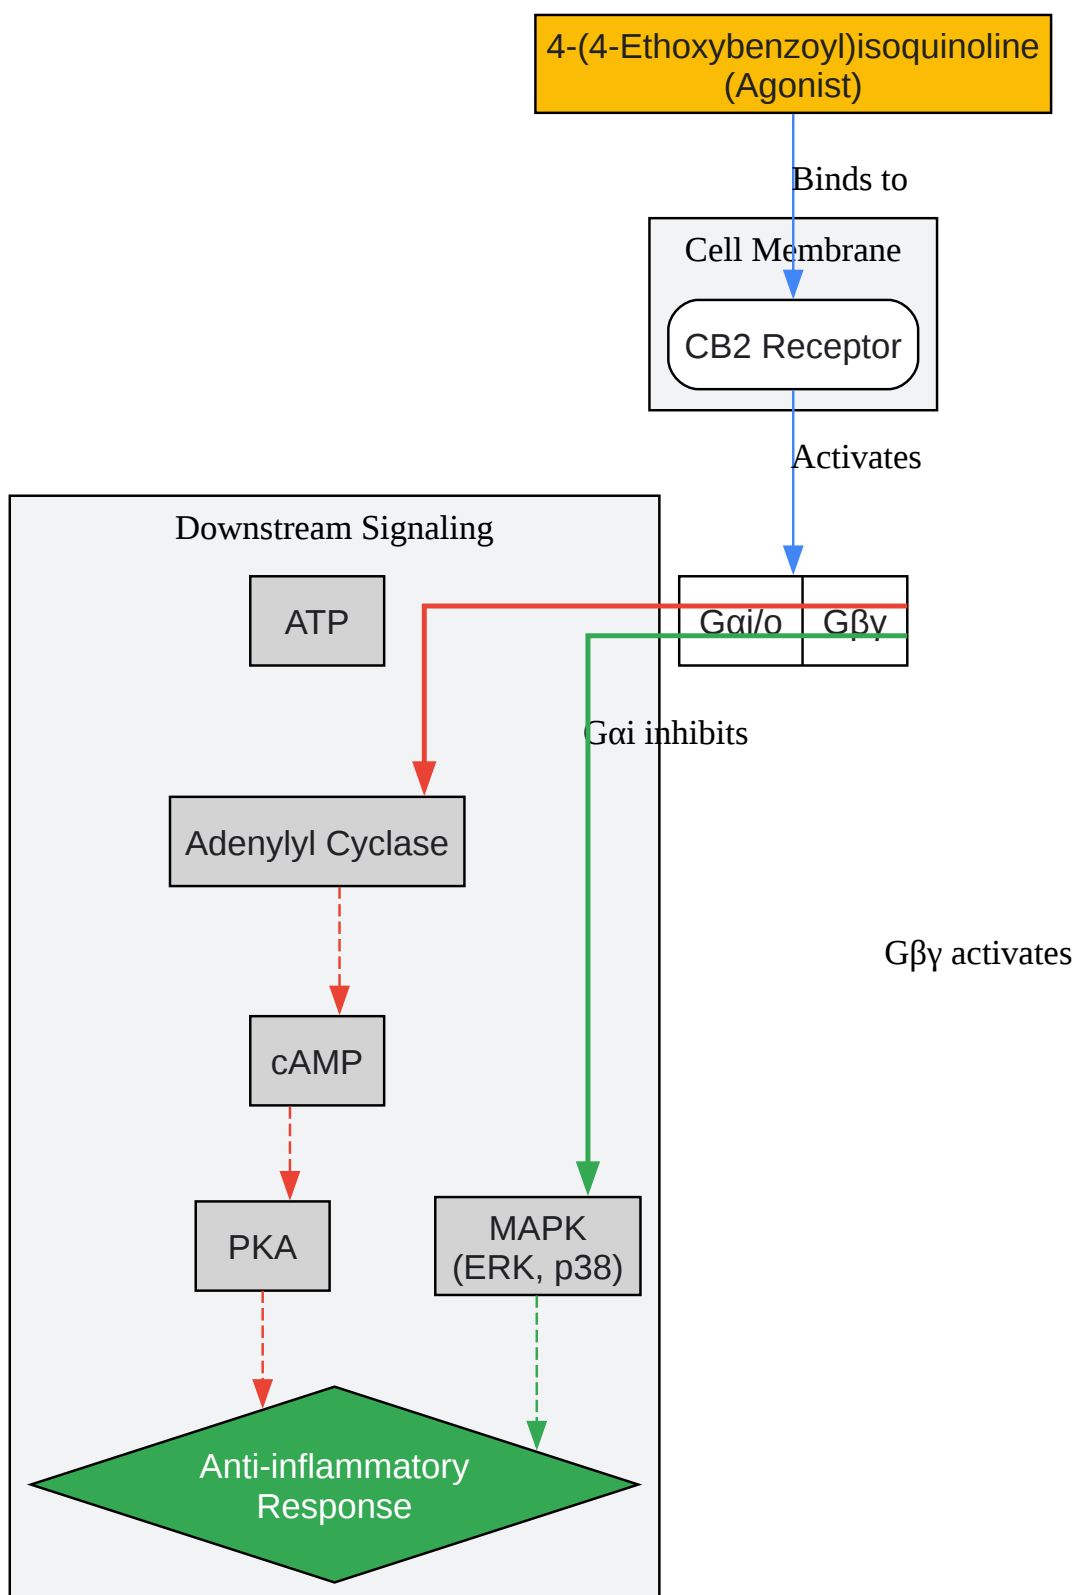 4-(4-Ethoxybenzoyl)isoquinoline
(Agonist)
Binds to
Cell Membrane
CB2 Receptor
Activates
Downstream Signaling
ATP
Gαi/o
Gβγ
Gαi inhibits
Adenylyl Cyclase
Gβγ activates
cAMP
PKA
MAPK
(ERK, p38)
Anti-inflammatory
Response